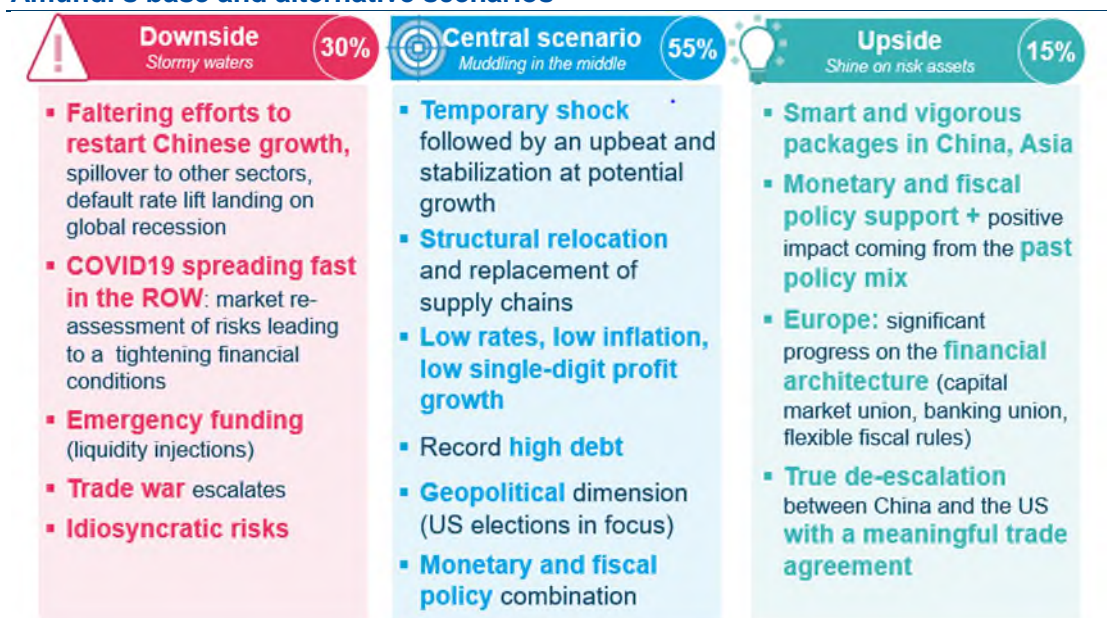 Amundi's base and alternative scenarios
Downside
Stormy waters
30%
▪ Faltering efforts to
restart Chinese growth,
spillover to other sectors,
default rate lift landing on
global recession
▪ COVID19 spreading fast
in the ROW: market re-
assessment of risks leading
to a tightening financial
conditions
▪ Emergency funding
(liquidity injections)
▪ Trade war escalates
▪ Idiosyncratic risks
Central scenario
Muddling in the middle
55%
▪ Temporary shock
followed by an upbeat and
stabilization at potential
growth
▪ Structural relocation
and replacement of
supply chains
▪ Low rates, low inflation,
low single-digit profit
growth
▪ Record high debt
▪ Geopolitical dimension
(US elections in focus)
▪ Monetary and fiscal
policy combination
Upside
Shine on risk assets
15%
▪ Smart and vigorous
packages in China, Asia
▪ Monetary and fiscal
policy support + positive
impact coming from the past
policy mix
▪ Europe: significant
progress on the financial
architecture (capital
market union, banking union,
flexible fiscal rules)
▪ True de-escalation
between China and the US
with a meaningful trade
agreement